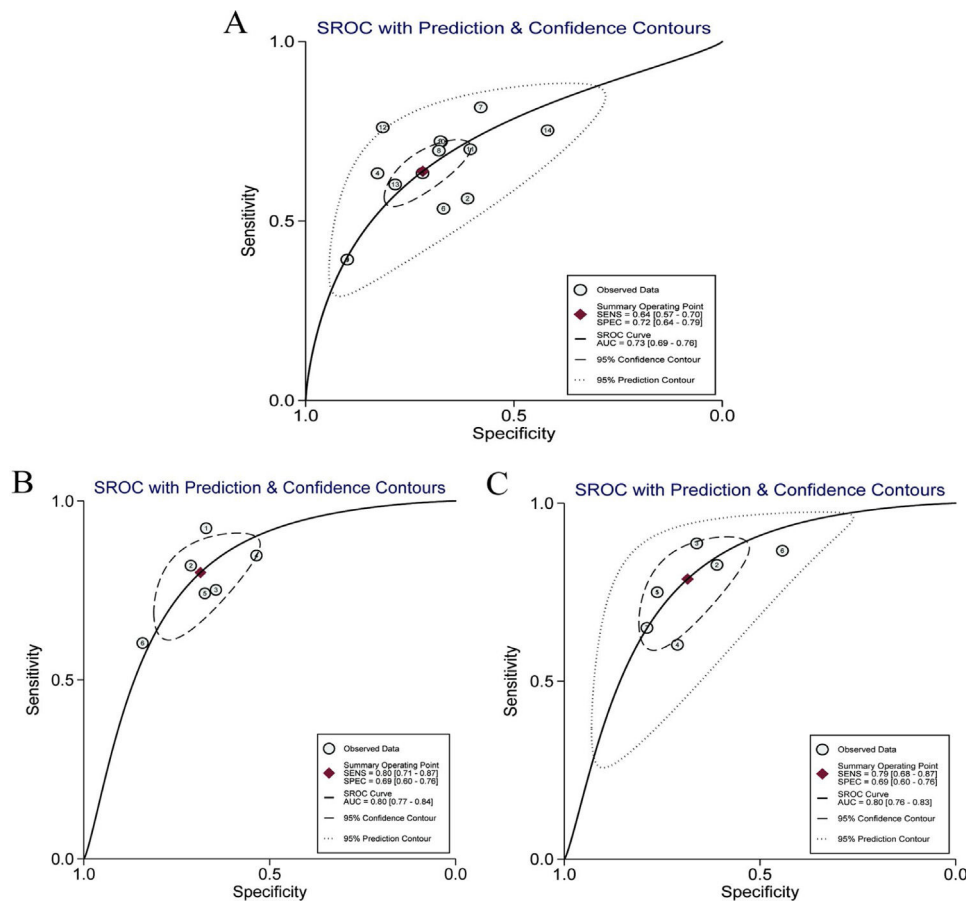 A
SROC with Prediction & Confidence Contours
1.0
0.5
0.0
Sensitivity
7
12
14
8
11
4
13
2
6
Observed Data
Summary Operating Point
SENS = 0.64 [0.57 - 0.70]
SPEC = 0.72 [0.64 - 0.79]
SROC Curve
AUC = 0.73 [0.69 - 0.76]
95% Confidence Contour
95% Prediction Contour
1.0
0.5
0.0
Specificity
B
SROC with Prediction & Confidence Contours
1.0
0.5
0.0
Sensitivity
1
2
5
3
6
Observed Data
Summary Operating Point
SENS = 0.80 [0.71 - 0.87]
SPEC = 0.69 [0.60 - 0.76]
SROC Curve
AUC = 0.80 [0.77 - 0.84]
95% Confidence Contour
95% Prediction Contour
1.0
0.5
0.0
Specificity
C
SROC with Prediction & Confidence Contours
1.0
0.5
0.0
Sensitivity
6
2
4
Observed Data
Summary Operating Point
SENS = 0.79 [0.68 - 0.87]
SPEC = 0.69 [0.60 - 0.76]
SROC Curve
AUC = 0.80 [0.76 - 0.83]
95% Confidence Contour
95% Prediction Contour
1.0
0.5
0.0
Specificity